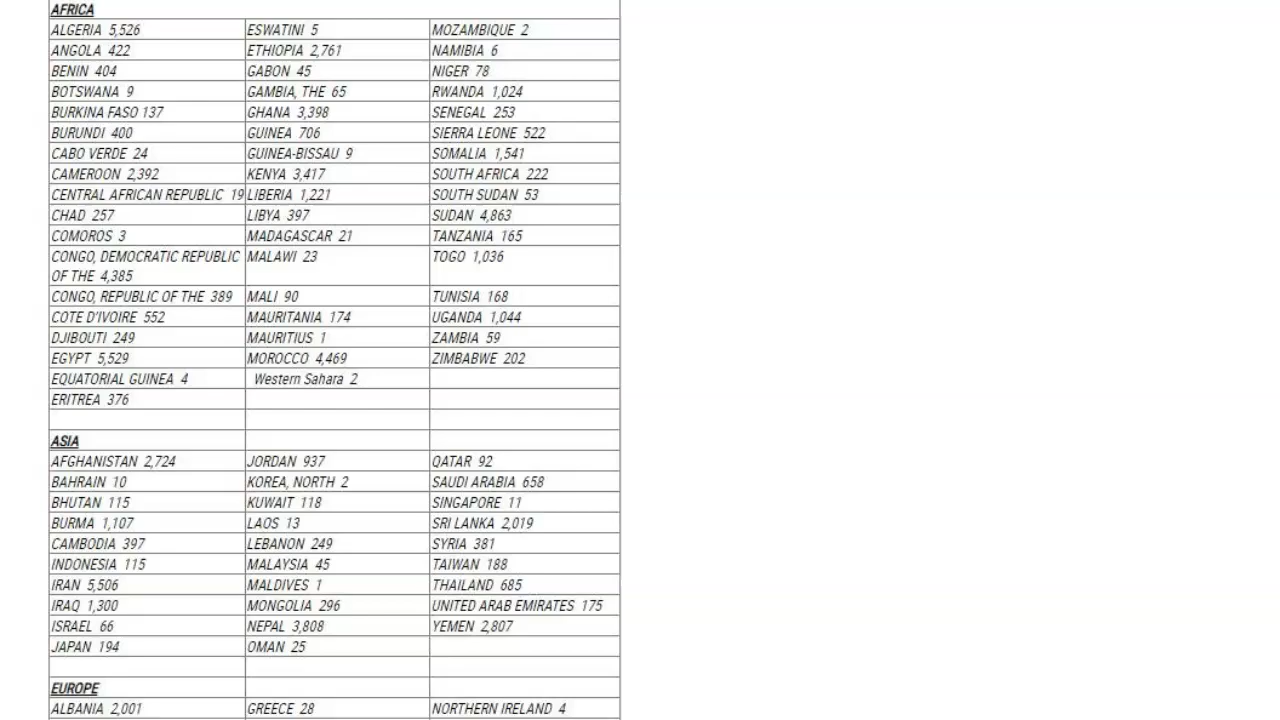 AFRICA
ALGERIA 5,526 ESWATINI 5 MOZAMBIQUE 2
ANGOLA 422 ETHIOPIA 2,761 NAMIBIA 6
BENIN 404 GABON 45 NIGER 78
BOTSWANA 9 GAMBIA, THE 65 RWANDA 1,024
BURKINA FASO 137 GHANA 3,398 SENEGAL 253
BURUNDI 400 GUINEA 706 SIERRA LEONE 522
CABO VERDE 24 GUINEA-BISSAU 9 SOMALIA 1,541
CAMEROON 2,392 KENYA 3,417 SOUTH AFRICA 222
CENTRAL AFRICAN REPUBLIC 19 LIBERIA 1,221 SOUTH SUDAN 53
CHAD 257 LIBYA 397 SUDAN 4,863
COMOROS 3 MADAGASCAR 21 TANZANIA 165
CONGO, DEMOCRATIC REPUBLIC MALAWI 23 TOGO 1,036
OF THE 4,385
CONGO, REPUBLIC OF THE 389 MALI 90 TUNISIA 168
COTE D'IVOIRE 552 MAURITANIA 174 UGANDA 1,044
DJIBOUTI 249 MAURITIUS 1 ZAMBIA 59
EGYPT 5,529 MOROCCO 4,469 ZIMBABWE 202
EQUATORIAL GUINEA 4 Western Sahara 2
ERITREA 376
ASIA
AFGHANISTAN 2,724 JORDAN 937 QATAR 92
BAHRAIN 10 KOREA, NORTH 2 SAUDI ARABIA 658
BHUTAN 115 KUWAIT 118 SINGAPORE 11
BURMA 1,107 LAOS 13 SRI LANKA 2,019
CAMBODIA 397 LEBANON 249 SYRIA 381
INDONESIA 115 MALAYSIA 45 TAIWAN 188
IRAN 5,506 MALDIVES 1 THAILAND 685
IRAQ 1,300 MONGOLIA 296 UNITED ARAB EMIRATES 175
ISRAEL 66 NEPAL 3,808 YEMEN 2,807
JAPAN 194 OMAN 25
EUROPE
ALBANIA 2,001 GREECE 28 NORTHERN IRELAND 4